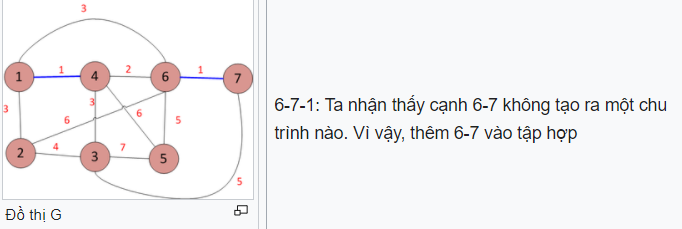 3
1 1 4 2 6 1 7
3 3 6 5
6
2 4 3 7 5
5
Đồ thị G
6-7-1: Ta nhận thấy cạnh 6-7 không tạo ra một chu
trình nào. Vì vậy, thêm 6-7 vào tập hợp